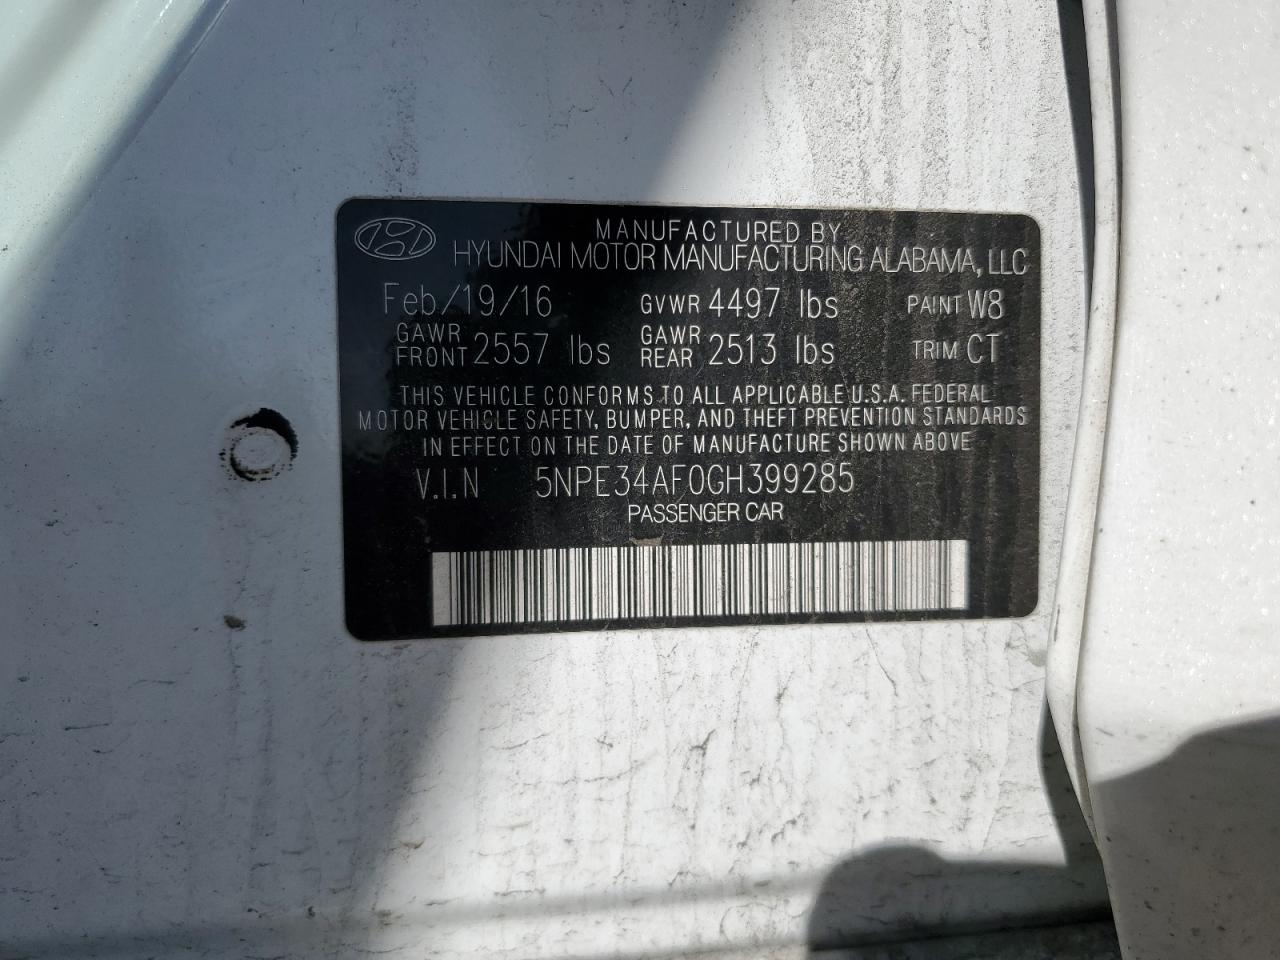 MANUFACTURED BY
HYUNDAI MOTOR MANUFACTURING ALABAMA, LLC
Feb/19/16 GVWR 4497 lbs PAINT W8
GAWR FRONT 2557 lbs GAWR REAR 2513 lbs TRIM CT
THIS VEHICLE CONFORMS TO ALL APPLICABLE U.S.A. FEDERAL
MOTOR VEHICLE SAFETY, BUMPER, AND THEFT PREVENTION STANDARDS
IN EFFECT ON THE DATE OF MANUFACTURE SHOWN ABOVE
V.I.N 5NPE34AF0GH399285
PASSENGER CAR